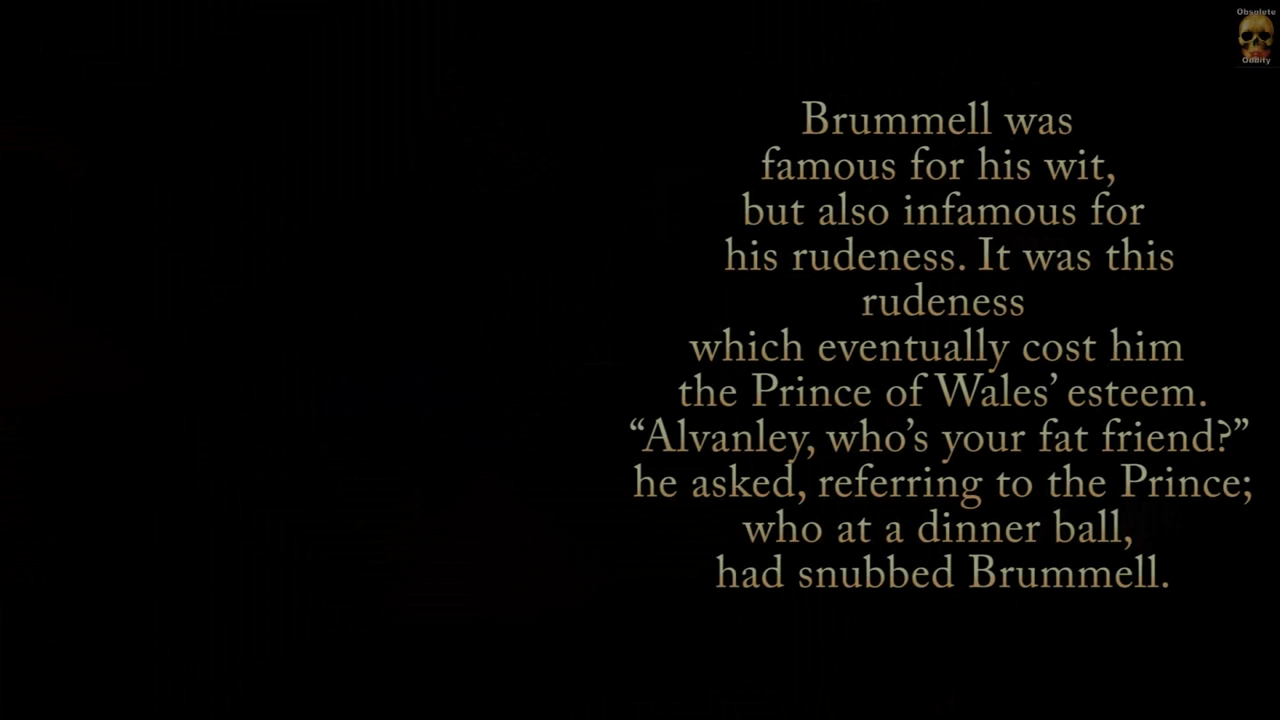 Obsolete
Oddity
Brummell was
famous for his wit,
but also infamous for
his rudeness. It was this
rudeness
which eventually cost him
the Prince of Wales’ esteem.
“Alvanley, who’s your fat friend?”
he asked, referring to the Prince;
who at a dinner ball,
had snubbed Brummell.